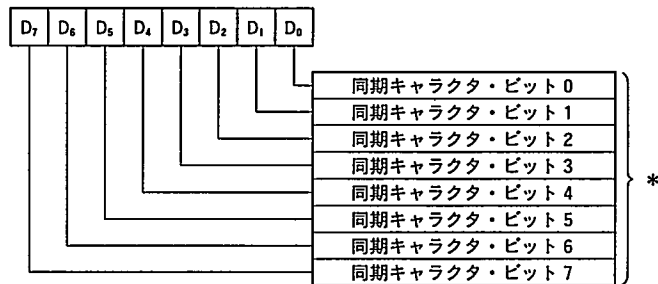 D₇ D₆ D₅ D₄ D₃ D₂ D₁ D₀
同期キャラクタ・ビット0
同期キャラクタ・ビット1
同期キャラクタ・ビット2
同期キャラクタ・ビット3
同期キャラクタ・ビット4
同期キャラクタ・ビット5
同期キャラクタ・ビット6
同期キャラクタ・ビット7
*